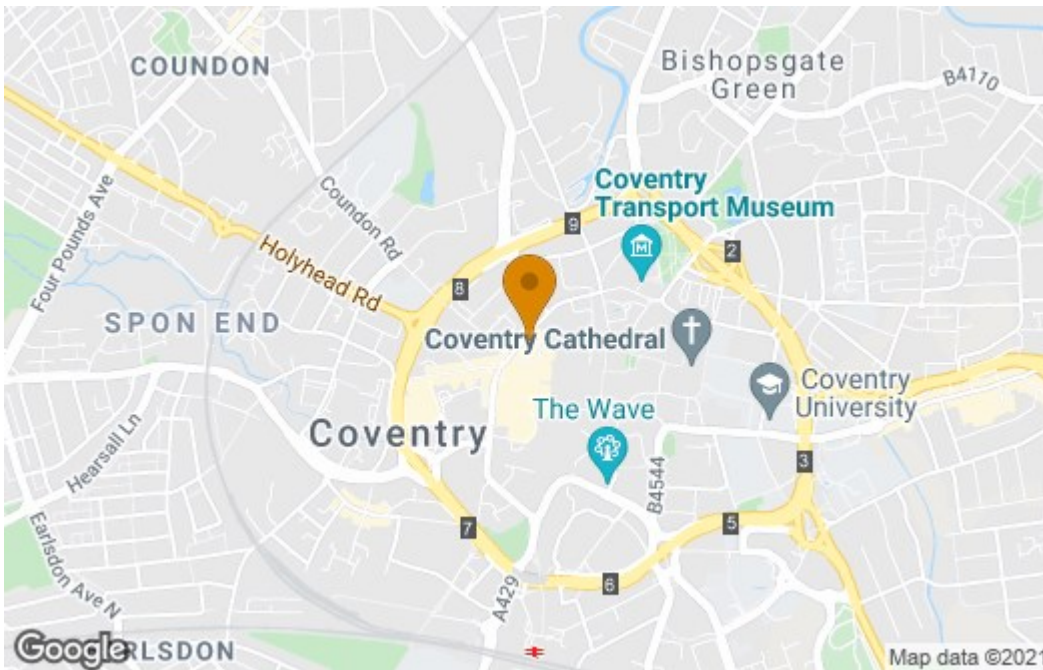 COUNDON
Bishopsgate
Green
B4110
Four Pounds Ave
Coundon Rd
Coventry
Transport Museum
9
2
Holyhead Rd
8
SPON END
Coventry Cathedral
Coventry
University
The Wave
Coventry
Hearsall Ln
B4544
3
5
7
6
Earlsdon Ave N
A429
Google
RLSDON
Map data ©2021